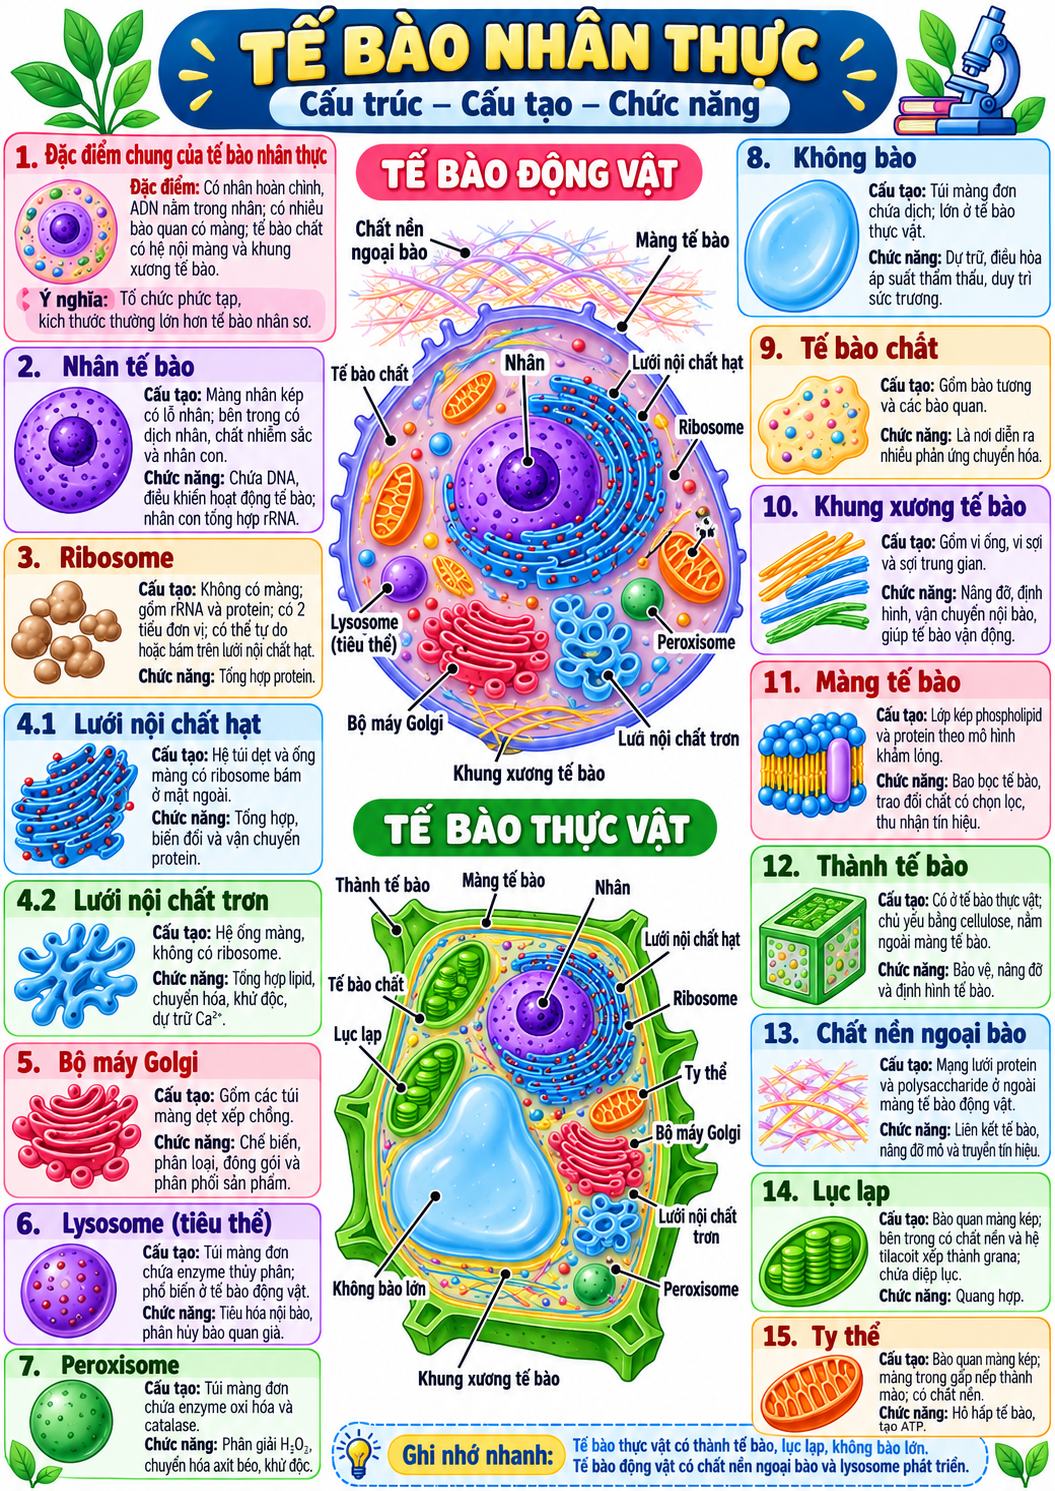 TẾ BÀO NHÂN THỰC
Cấu trúc – Cấu tạo – Chức năng
1. Đặc điểm chung của tế bào nhân thực
Đặc điểm: Có nhân hoàn chỉnh,
ADN nằm trong nhân; có nhiều
bào quan có màng; tế bào chất
có hệ nội màng và khung
xương tế bào.
Ý nghĩa: Tổ chức phức tạp,
kích thước thường lớn hơn tế bào nhân sơ.
2. Nhân tế bào
Cấu tạo: Màng nhân kép
có lỗ nhân; bên trong có
dịch nhân, chất nhiễm sắc
và nhân con.
Chức năng: Chứa DNA,
điều khiển hoạt động tế bào;
nhân con tổng hợp rRNA.
3. Ribosome
Cấu tạo: Không có màng;
gồm rRNA và protein; có 2
tiểu đơn vị; có thể tự do
hoặc bám trên lưới nội chất hạt.
Chức năng: Tổng hợp protein.
4.1 Lưới nội chất hạt
Cấu tạo: Hệ túi dẹt và ống
màng có ribosome bám
ở mặt ngoài.
Chức năng: Tổng hợp,
biến đổi và vận chuyển
protein.
4.2 Lưới nội chất trơn
Cấu tạo: Hệ ống màng,
không có ribosome.
Chức năng: Tổng hợp lipid,
chuyển hóa, khử độc,
dự trữ Ca²⁺.
5. Bộ máy Golgi
Cấu tạo: Gồm các túi
màng dẹt xếp chồng.
Chức năng: Chế biến,
phân loại, đóng gói và
phân phối sản phẩm.
6. Lysosome (tiêu thể)
Cấu tạo: Túi màng đơn
chứa enzyme thủy phân;
phổ biến ở tế bào động vật.
Chức năng: Tiêu hóa nội bào,
phân hủy bào quan già.
7. Peroxisome
Cấu tạo: Túi màng đơn
chứa enzyme oxi hóa và
catalase.
Chức năng: Phân giải H₂O₂,
chuyển hóa axit béo, khử độc.
TẾ BÀO ĐỘNG VẬT
Chất nền
ngoại bào
Màng tế bào
Tế bào chất
Nhân
Lưới nội chất hạt
Ribosome
Lysosome
(tiêu thể)
Peroxisome
Bộ máy Golgi
Lưới nội chất trơn
Khung xương tế bào
TẾ BÀO THỰC VẬT
Thành tế bào
Màng tế bào
Nhân
Lưới nội chất hạt
Tế bào chất
Ribosome
Lục lạp
Ty thể
Bộ máy Golgi
Lưới nội chất
trơn
Không bào lớn
Peroxisome
Khung xương tế bào
8. Không bào
Cấu tạo: Túi màng đơn
chứa dịch; lớn ở tế bào
thực vật.
Chức năng: Dự trữ, điều hòa
áp suất thẩm thấu, duy trì
sức trương.
9. Tế bào chất
Cấu tạo: Gồm bào tương
và các bào quan.
Chức năng: Là nơi diễn ra
nhiều phản ứng chuyển hóa.
10. Khung xương tế bào
Cấu tạo: Gồm vi ống, vi sợi
và sợi trung gian.
Chức năng: Nâng đỡ, định
hình, vận chuyển nội bào,
giúp tế bào vận động.
11. Màng tế bào
Cấu tạo: Lớp kép phospholipid
và protein theo mô hình
khảm lỏng.
Chức năng: Bao bọc tế bào,
trao đổi chất có chọn lọc,
thu nhận tín hiệu.
12. Thành tế bào
Cấu tạo: Có ở tế bào thực vật;
chủ yếu bằng cellulose, nằm
ngoài màng tế bào.
Chức năng: Bảo vệ, nâng đỡ
và định hình tế bào.
13. Chất nền ngoại bào
Cấu tạo: Mạng lưới protein
và polysaccharide ở ngoài
màng tế bào động vật.
Chức năng: Liên kết tế bào,
nâng đỡ mô và truyền tín hiệu.
14. Lục lạp
Cấu tạo: Bào quan màng kép;
bên trong có chất nền và hệ
tilacoit xếp thành grana;
chứa diệp lục.
Chức năng: Quang hợp.
15. Ty thể
Cấu tạo: Bào quan màng kép;
màng trong gấp nếp thành
mào; có chất nền.
Chức năng: Hô hấp tế bào,
tạo ATP.
Ghi nhớ nhanh:
Tế bào thực vật có thành tế bào, lục lạp, không bào lớn.
Tế bào động vật có chất nền ngoại bào và lysosome phát triển.